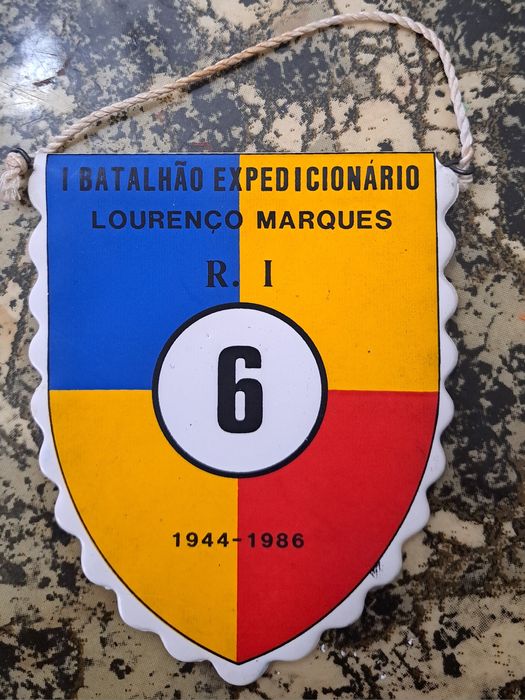 I BATALHÃO EXPEDICIONÁRIO
LOURENÇO MARQUES
R. I
6
1944-1986